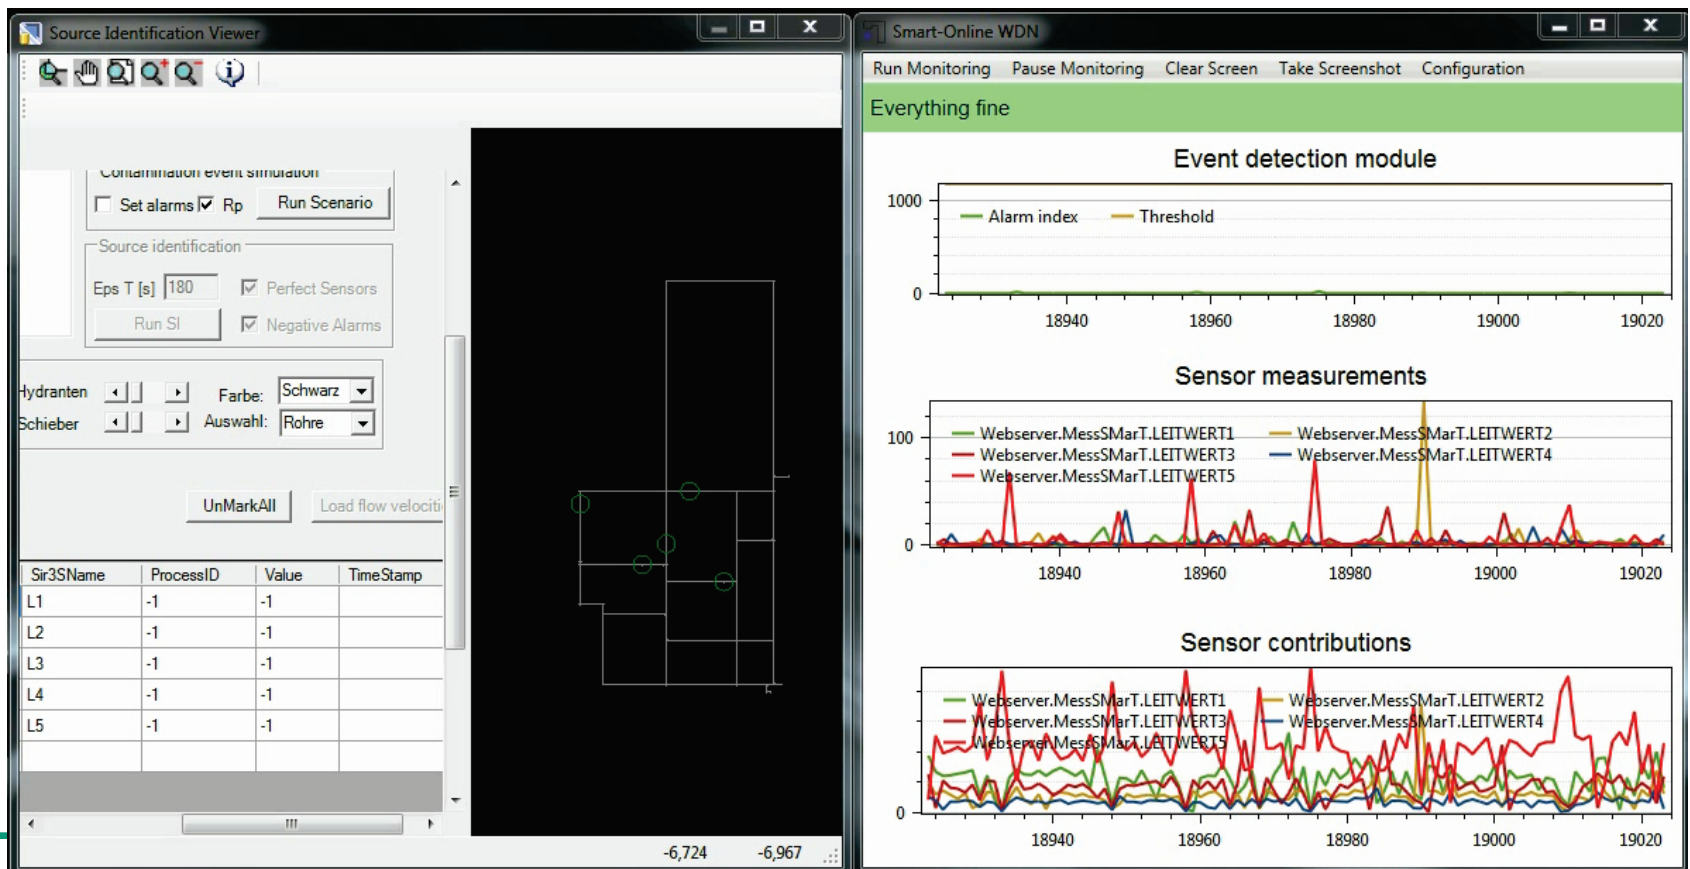 Source Identification Viewer
Contamination event simulation
Set alarms Rp Run Scenario
Source identification
Eps T [s] 180 Perfect Sensors
Run SI Negative Alarms
Hydranten Farbe: Schwarz
Schieber Auswahl: Rohre
UnMarkAll Load flow velociti
Sir3SName ProcessID Value TimeStamp
L1 -1 -1
L2 -1 -1
L3 -1 -1
L4 -1 -1
L5 -1 -1
-6,724 -6,967
Smart-Online WDN
Run Monitoring Pause Monitoring Clear Screen Take Screenshot Configuration
Everything fine
Event detection module
1000
Alarm index Threshold
0
18940 18960 18980 19000 19020
Sensor measurements
100
Webserver.MessSMarT.LEITWERT1 Webserver.MessSMarT.LEITWERT2
Webserver.MessSMarT.LEITWERT3 Webserver.MessSMarT.LEITWERT4
Webserver.MessSMarT.LEITWERT5
0
18940 18960 18980 19000 19020
Sensor contributions
Webserver.MessSMarT.LEITWERT1 Webserver.MessSMarT.LEITWERT2
Webserver.MessSMarT.LEITWERT3 Webserver.MessSMarT.LEITWERT4
Webserver.MessSMarT.LEITWERT5
0
18940 18960 18980 19000 19020